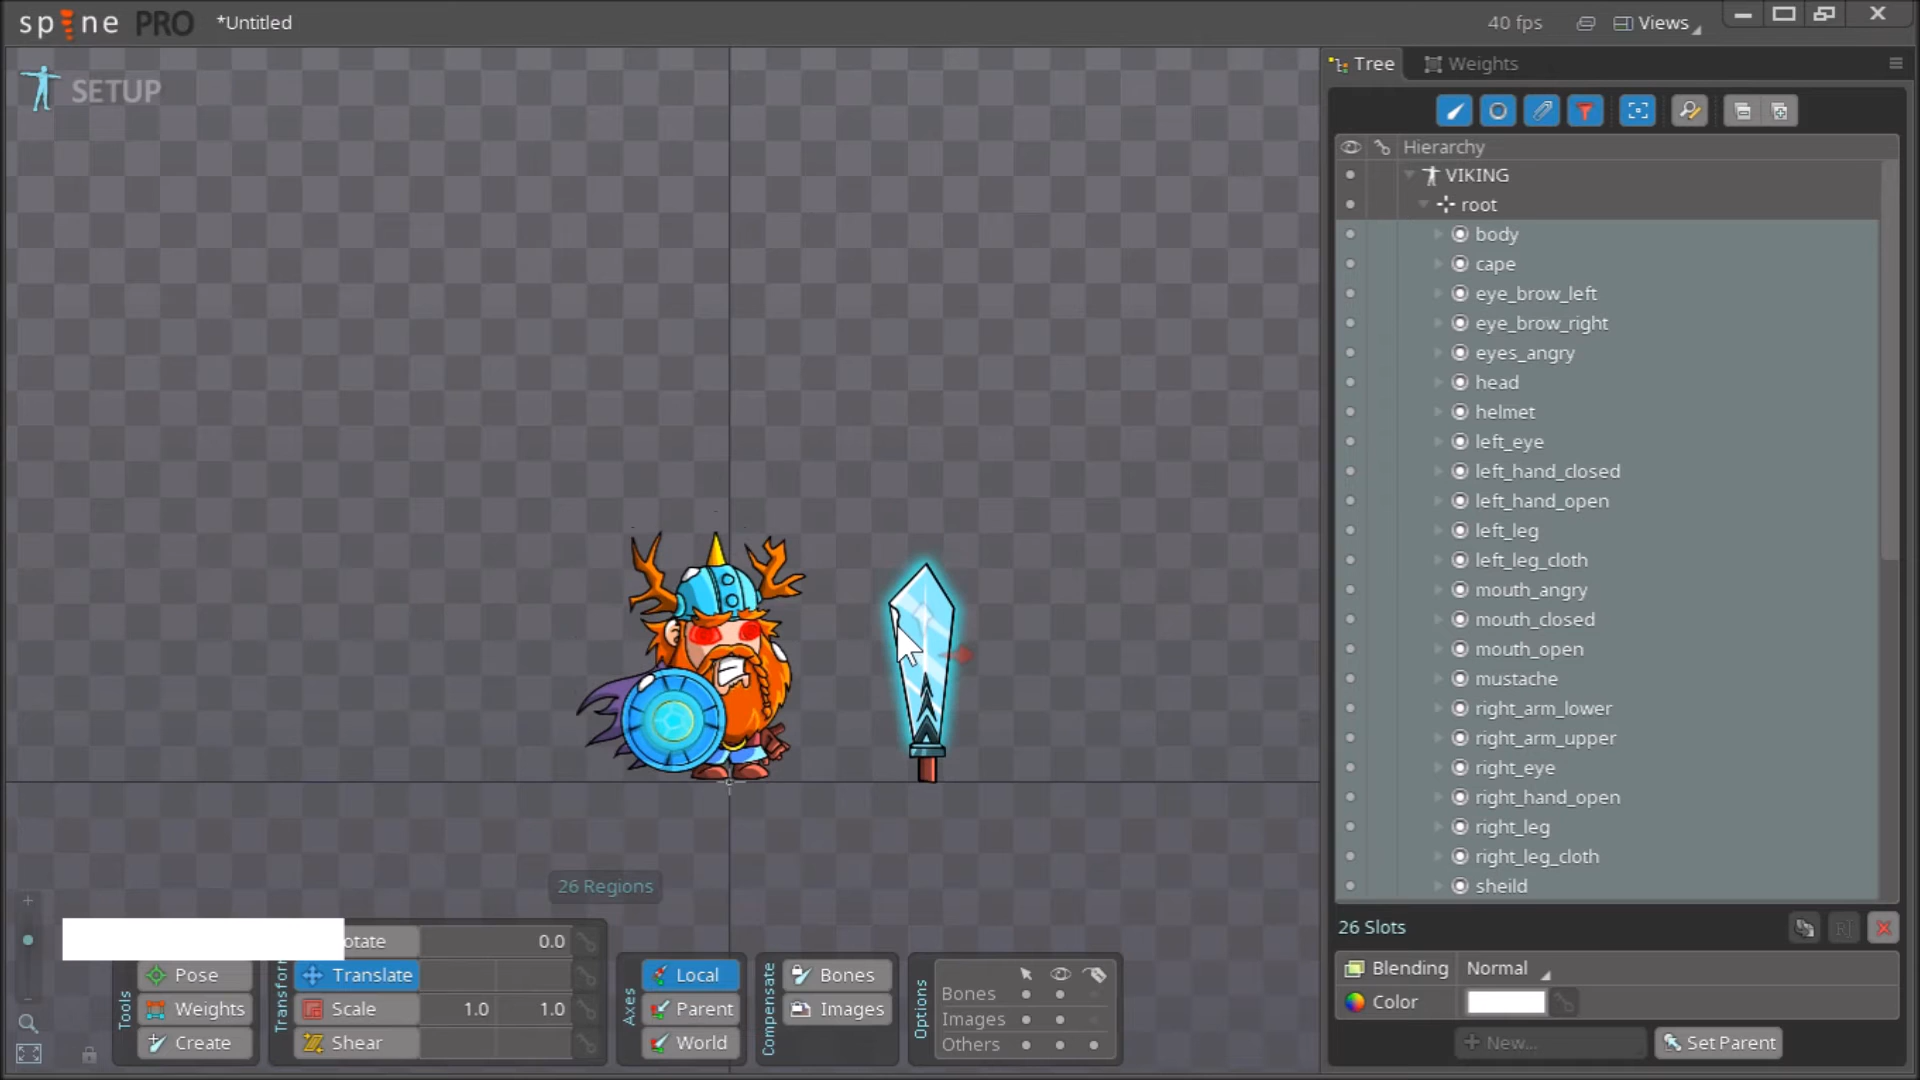 spine PRO *Untitled 40 fps Views
SETUP
Tree Weights
Hierarchy
VIKING
root
body
cape
eye_brow_left
eye_brow_right
eyes_angry
head
helmet
left_eye
left_hand_closed
left_hand_open
left_leg
left_leg_cloth
mouth_angry
mouth_closed
mouth_open
mustache
right_arm_lower
right_arm_upper
right_eye
right_hand_open
right_leg
right_leg_cloth
sheild
26 Slots
Blending Normal
Color
New... Set Parent
26 Regions
Tools
Pose
Weights
Create
Transform
otate 0.0
Translate
Scale 1.0 1.0
Shear
Axes
Local
Parent
World
Compensate
Bones
Images
Options
Bones
Images
Others